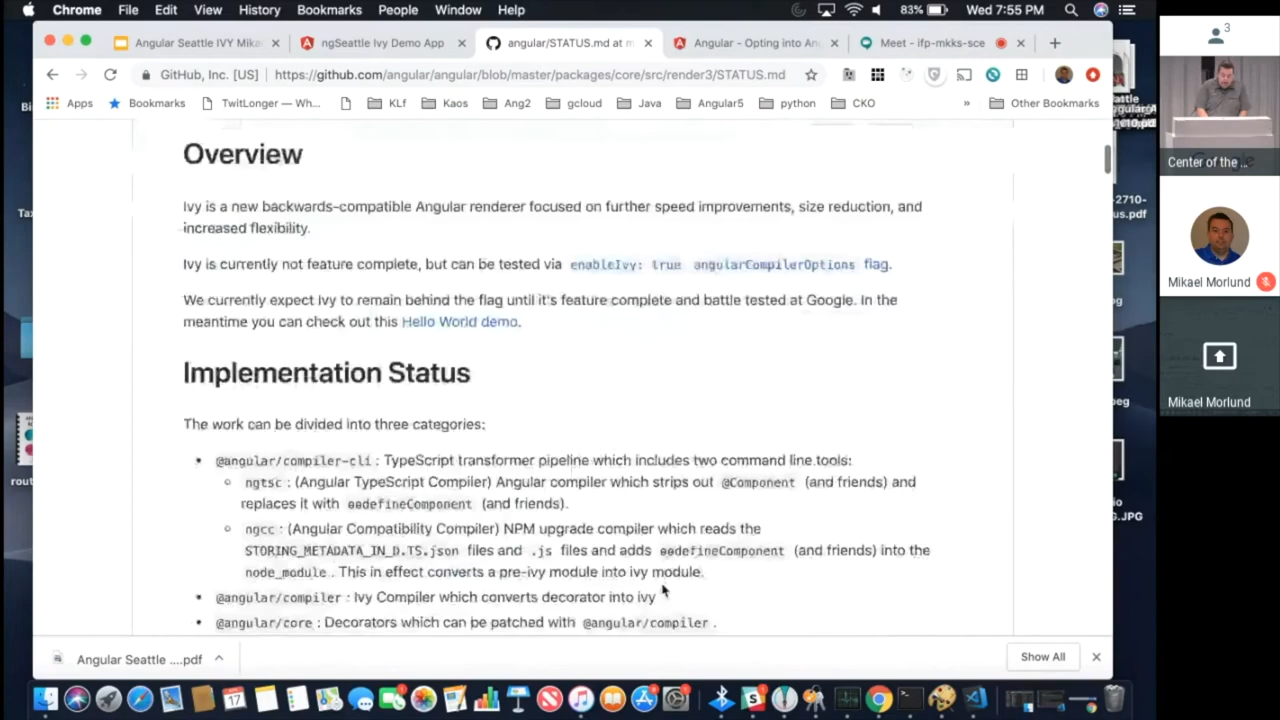 Chrome File Edit View History Bookmarks People Window Help 83% Wed 7:55 PM
Angular Seattle IVY Mika
ngSeattle Ivy Demo App
angular/STATUS.md at m
Angular - Opting into An
Meet - ifp-mkks-sce
GitHub, Inc. [US] https://github.com/angular/angular/blob/master/packages/core/src/render3/STATUS.md
Apps Bookmarks TwitLonger — Wh... KLf Kaos Ang2 gcloud Java Angular5 python CKO » Other Bookmarks
Overview
Ivy is a new backwards-compatible Angular renderer focused on further speed improvements, size reduction, and
increased flexibility.
Ivy is currently not feature complete, but can be tested via enableIvy: true angularCompilerOptions flag.
We currently expect Ivy to remain behind the flag until it's feature complete and battle tested at Google. In the
meantime you can check out this Hello World demo.
Implementation Status
The work can be divided into three categories:
@angular/compiler-cli : TypeScript transformer pipeline which includes two command line tools:
ngtsc : (Angular TypeScript Compiler) Angular compiler which strips out @Component (and friends) and
replaces it with ɵɵdefineComponent (and friends).
ngcc : (Angular Compatibility Compiler) NPM upgrade compiler which reads the
STORING_METADATA_IN_D.TS.json files and .js files and adds ɵɵdefineComponent (and friends) into the
node_module . This in effect converts a pre-ivy module into ivy module.
@angular/compiler : Ivy Compiler which converts decorator into ivy
@angular/core : Decorators which can be patched with @angular/compiler .
Angular Seattle ....pdf
Show All
3
Center of the ...
Mikael Morlund
Mikael Morlund
-2710-
TUS.pdf
Tax
rout
peg
G.JPG
17